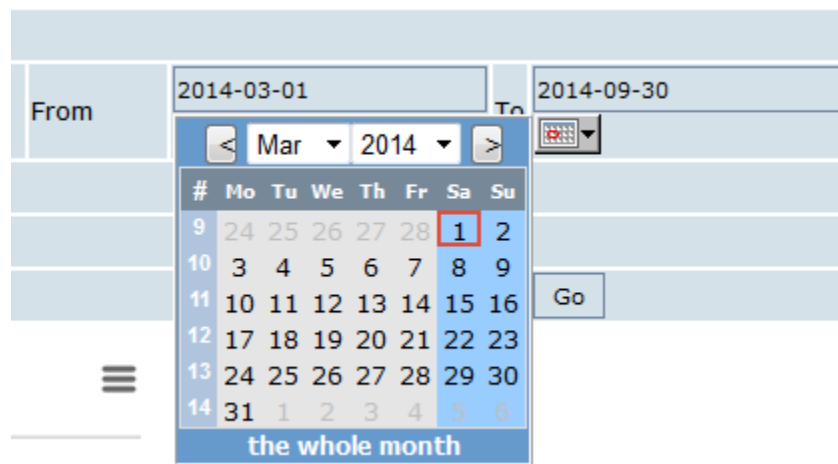 2014-03-01
2014-09-30
From
To
< Mar 2014 >
# Mo Tu We Th Fr Sa Su
9 24 25 26 27 28 1 2
10 3 4 5 6 7 8 9
11 10 11 12 13 14 15 16
12 17 18 19 20 21 22 23
13 24 25 26 27 28 29 30
14 31 1 2 3 4 5 6
the whole month
Go